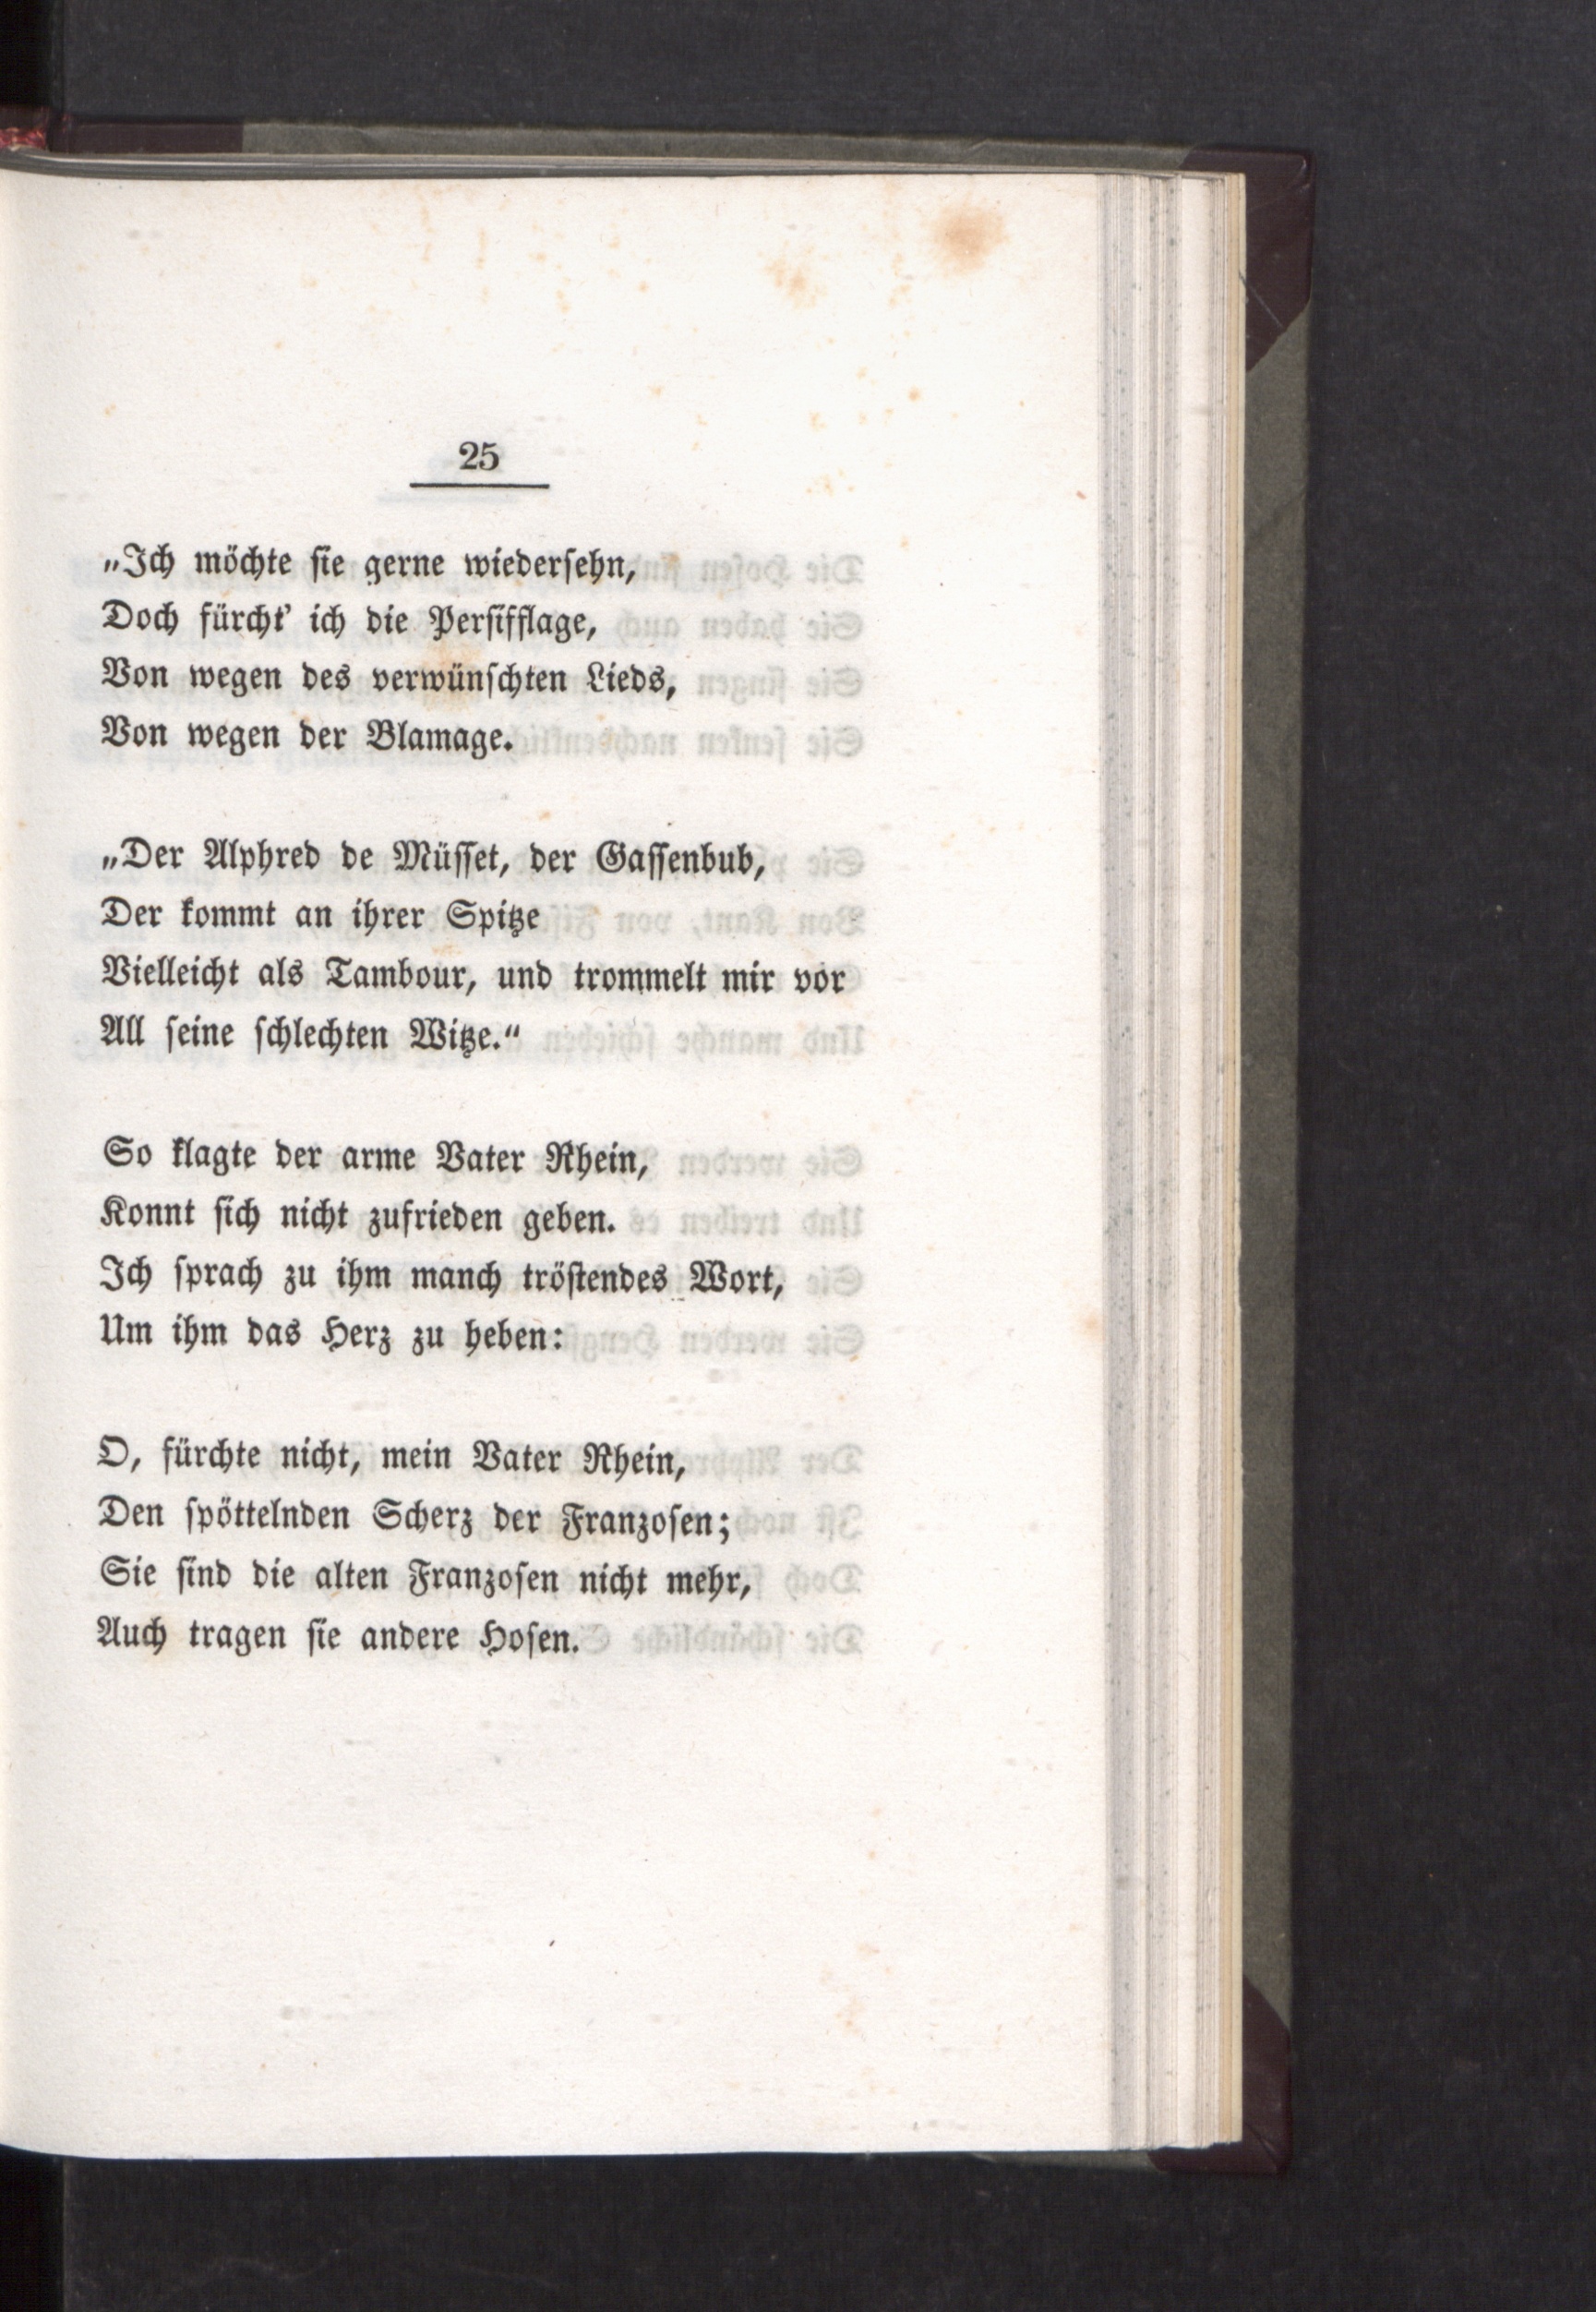 25
„Ich möchte ſie gerne wiederſehn,
Doch fürcht’ ich die Perſifflage,
Von wegen des verwünſchten Lieds,
Von wegen der Blamage.
„Der Alphred de Müſſet, der Gaſſenbub,
Der kommt an ihrer Spitze
Vielleicht als Tambour, und trommelt mir vor
All ſeine ſchlechten Witze.“
So klagte der arme Vater Rhein,
Konnt ſich nicht zufrieden geben.
Ich ſprach zu ihm manch tröſtendes Wort,
Um ihm das Herz zu heben:
O, fürchte nicht, mein Vater Rhein,
Den ſpöttelnden Scherz der Franzoſen;
Sie ſind die alten Franzoſen nicht mehr,
Auch tragen ſie andere Hoſen.